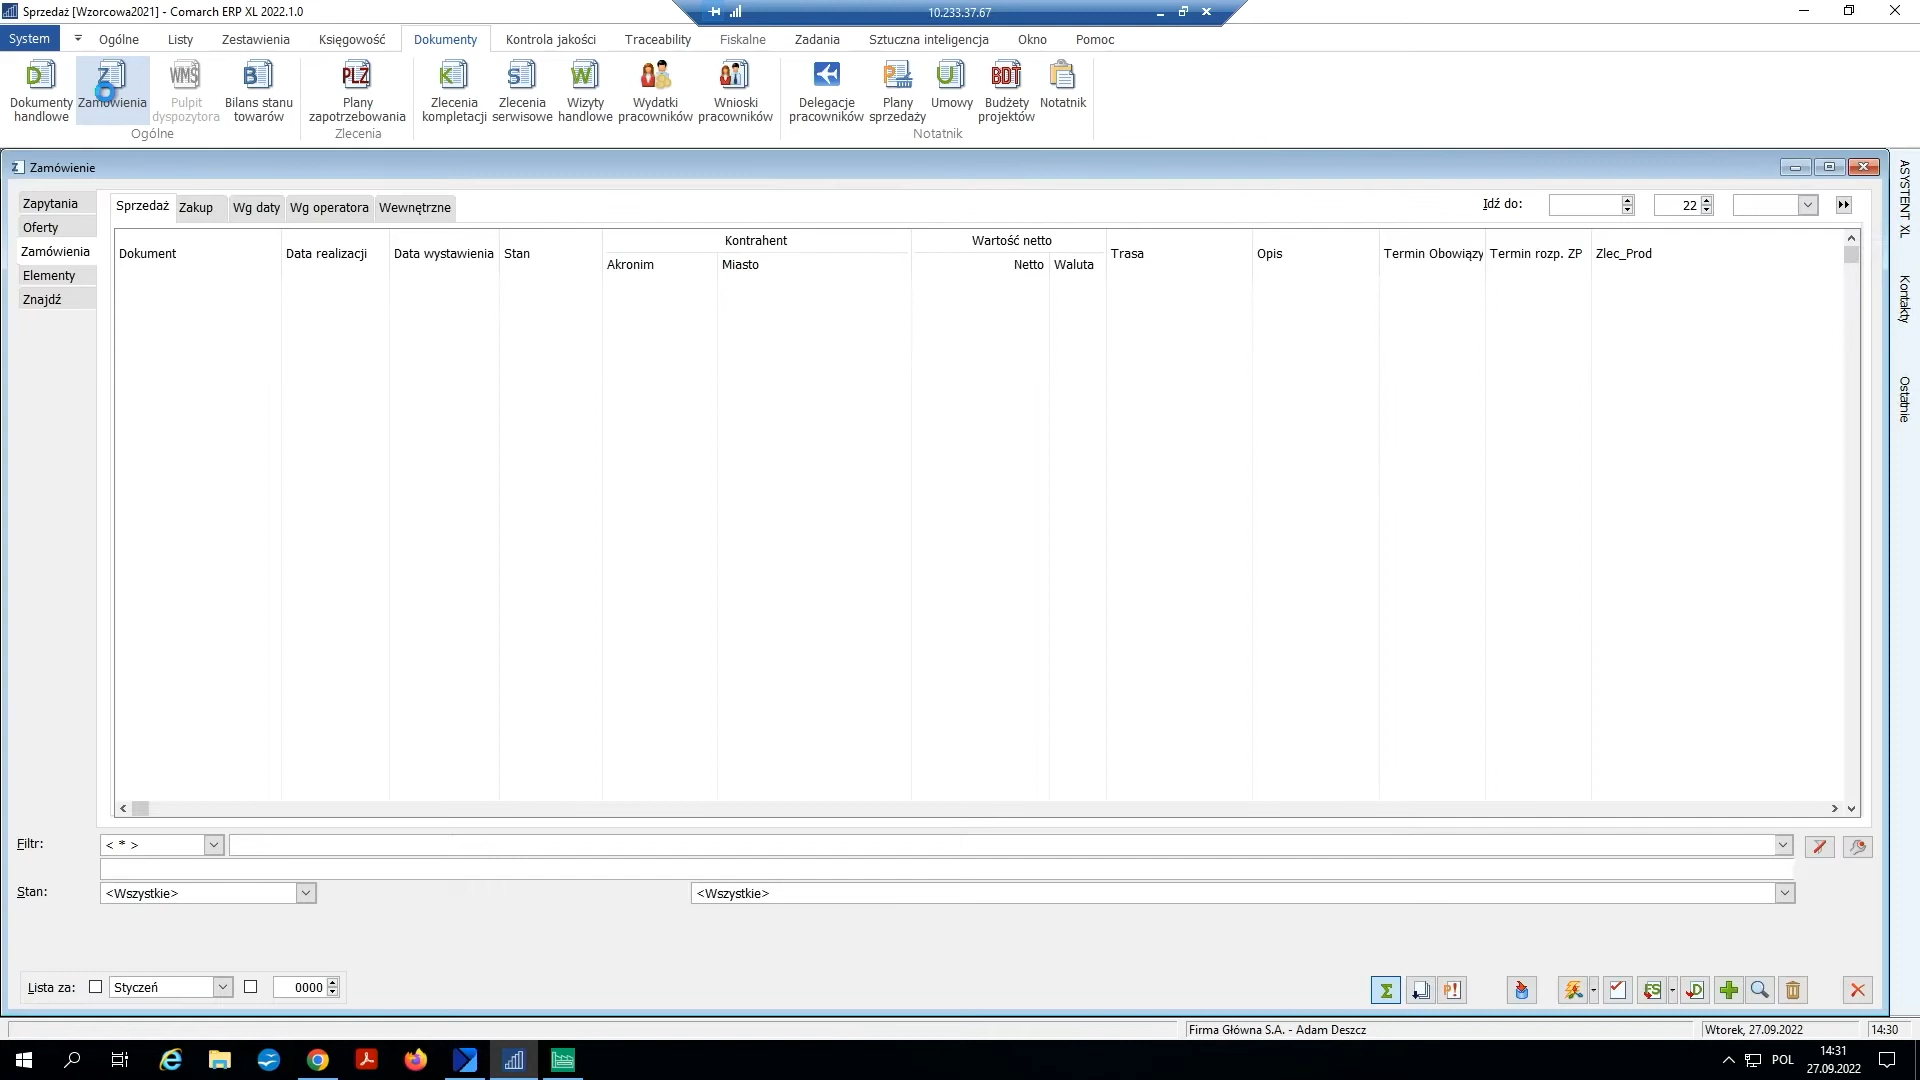 Sprzedaż [Wzorcowa2021] - Comarch ERP XL 2022.1.0
10.233.37.67
System
Ogólne
Listy
Zestawienia
Księgowość
Dokumenty
Kontrola jakości
Traceability
Fiskalne
Zadania
Sztuczna inteligencja
Okno
Pomoc
Dokumenty handlowe
Zamówienia
Pulpit dyspozytora
Bilans stanu towarów
Plany zapotrzebowania
Zlecenia kompletacji
Zlecenia serwisowe
Wizyty handlowe
Wydatki pracowników
Wnioski pracowników
Delegacje pracowników
Plany sprzedaży
Umowy
Budżety projektów
Notatnik
Ogólne
Zlecenia
Notatnik
Zamówienie
Zapytania
Oferty
Zamówienia
Elementy
Znajdź
Sprzedaż
Zakup
Wg daty
Wg operatora
Wewnętrzne
Idź do:
22
Dokument
Data realizacji
Data wystawienia
Stan
Kontrahent
Akronim
Miasto
Wartość netto
Netto
Waluta
Trasa
Opis
Termin Obowiązy
Termin rozp. ZP
Zlec_Prod
ASYSTENT XL
Kontakty
Ostatnie
Filtr:
< * >
Stan:
<Wszystkie>
<Wszystkie>
Lista za:
Styczeń
0000
Firma Główna S.A. - Adam Deszcz
Wtorek, 27.09.2022
14:30
POL
14:31
27.09.2022